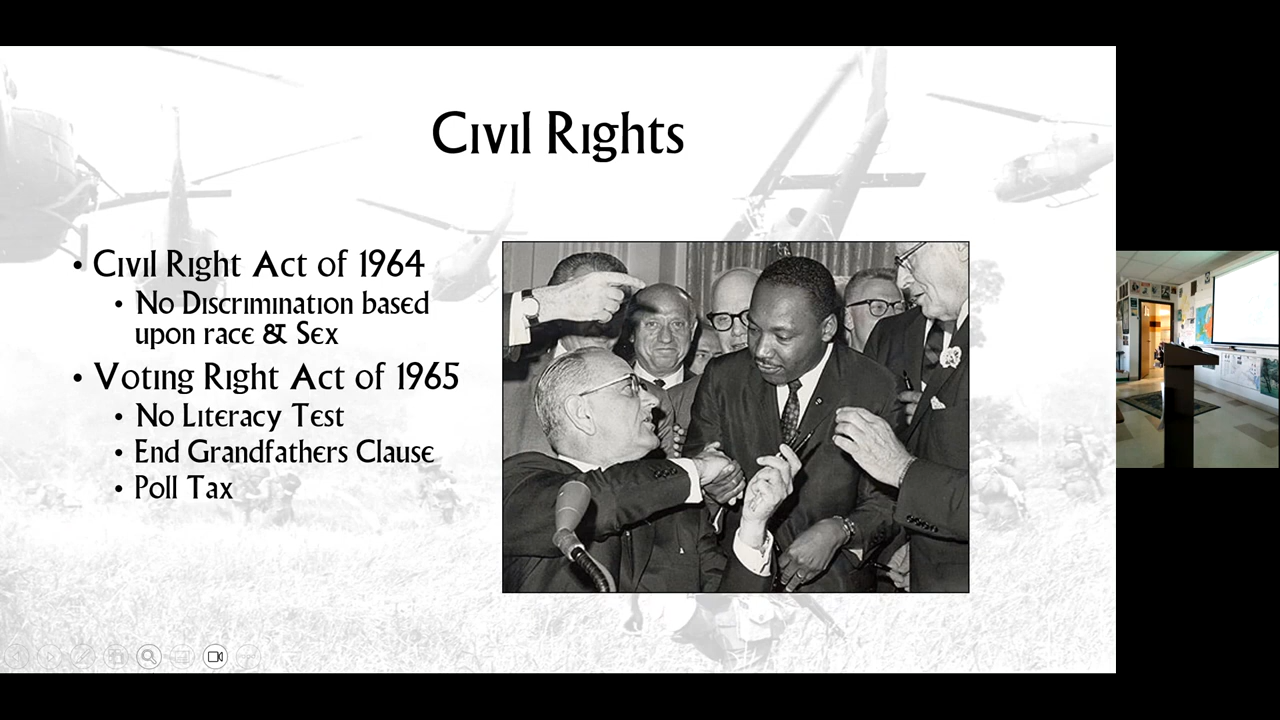 Civil Rights
• Civil Right Act of 1964
• No Discrimination based
upon race & Sex
• Voting Right Act of 1965
• No Literacy Test
• End Grandfathers Clause
• Poll Tax